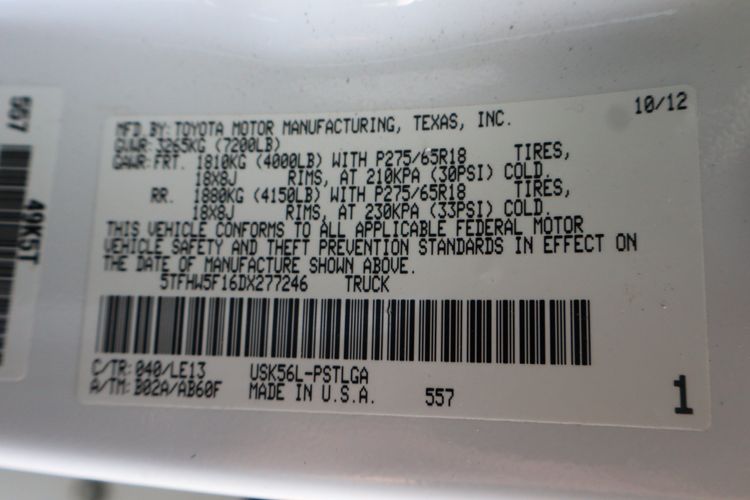 557
49K5T
10/12
MFD.BY: TOYOTA MOTOR MANUFACTURING, TEXAS, INC.
GVWR: 3265KG (7200LB)
GAWR: FRT. 1810KG (4000LB) WITH P275/65R18 TIRES,
18X8J RIMS, AT 210KPA (30PSI) COLD.
RR. 1880KG (4150LB) WITH P275/65R18 TIRES,
18X8J RIMS, AT 230KPA (33PSI) COLD.
THIS VEHICLE CONFORMS TO ALL APPLICABLE FEDERAL MOTOR
VEHICLE SAFETY AND THEFT PREVENTION STANDARDS IN EFFECT ON
THE DATE OF MANUFACTURE SHOWN ABOVE.
5TFHW5F16DX277246 TRUCK
C/TR: 040/LE13 USK56L-PSTLGA
A/TM: B02A/AB60F MADE IN U.S.A. 557
1